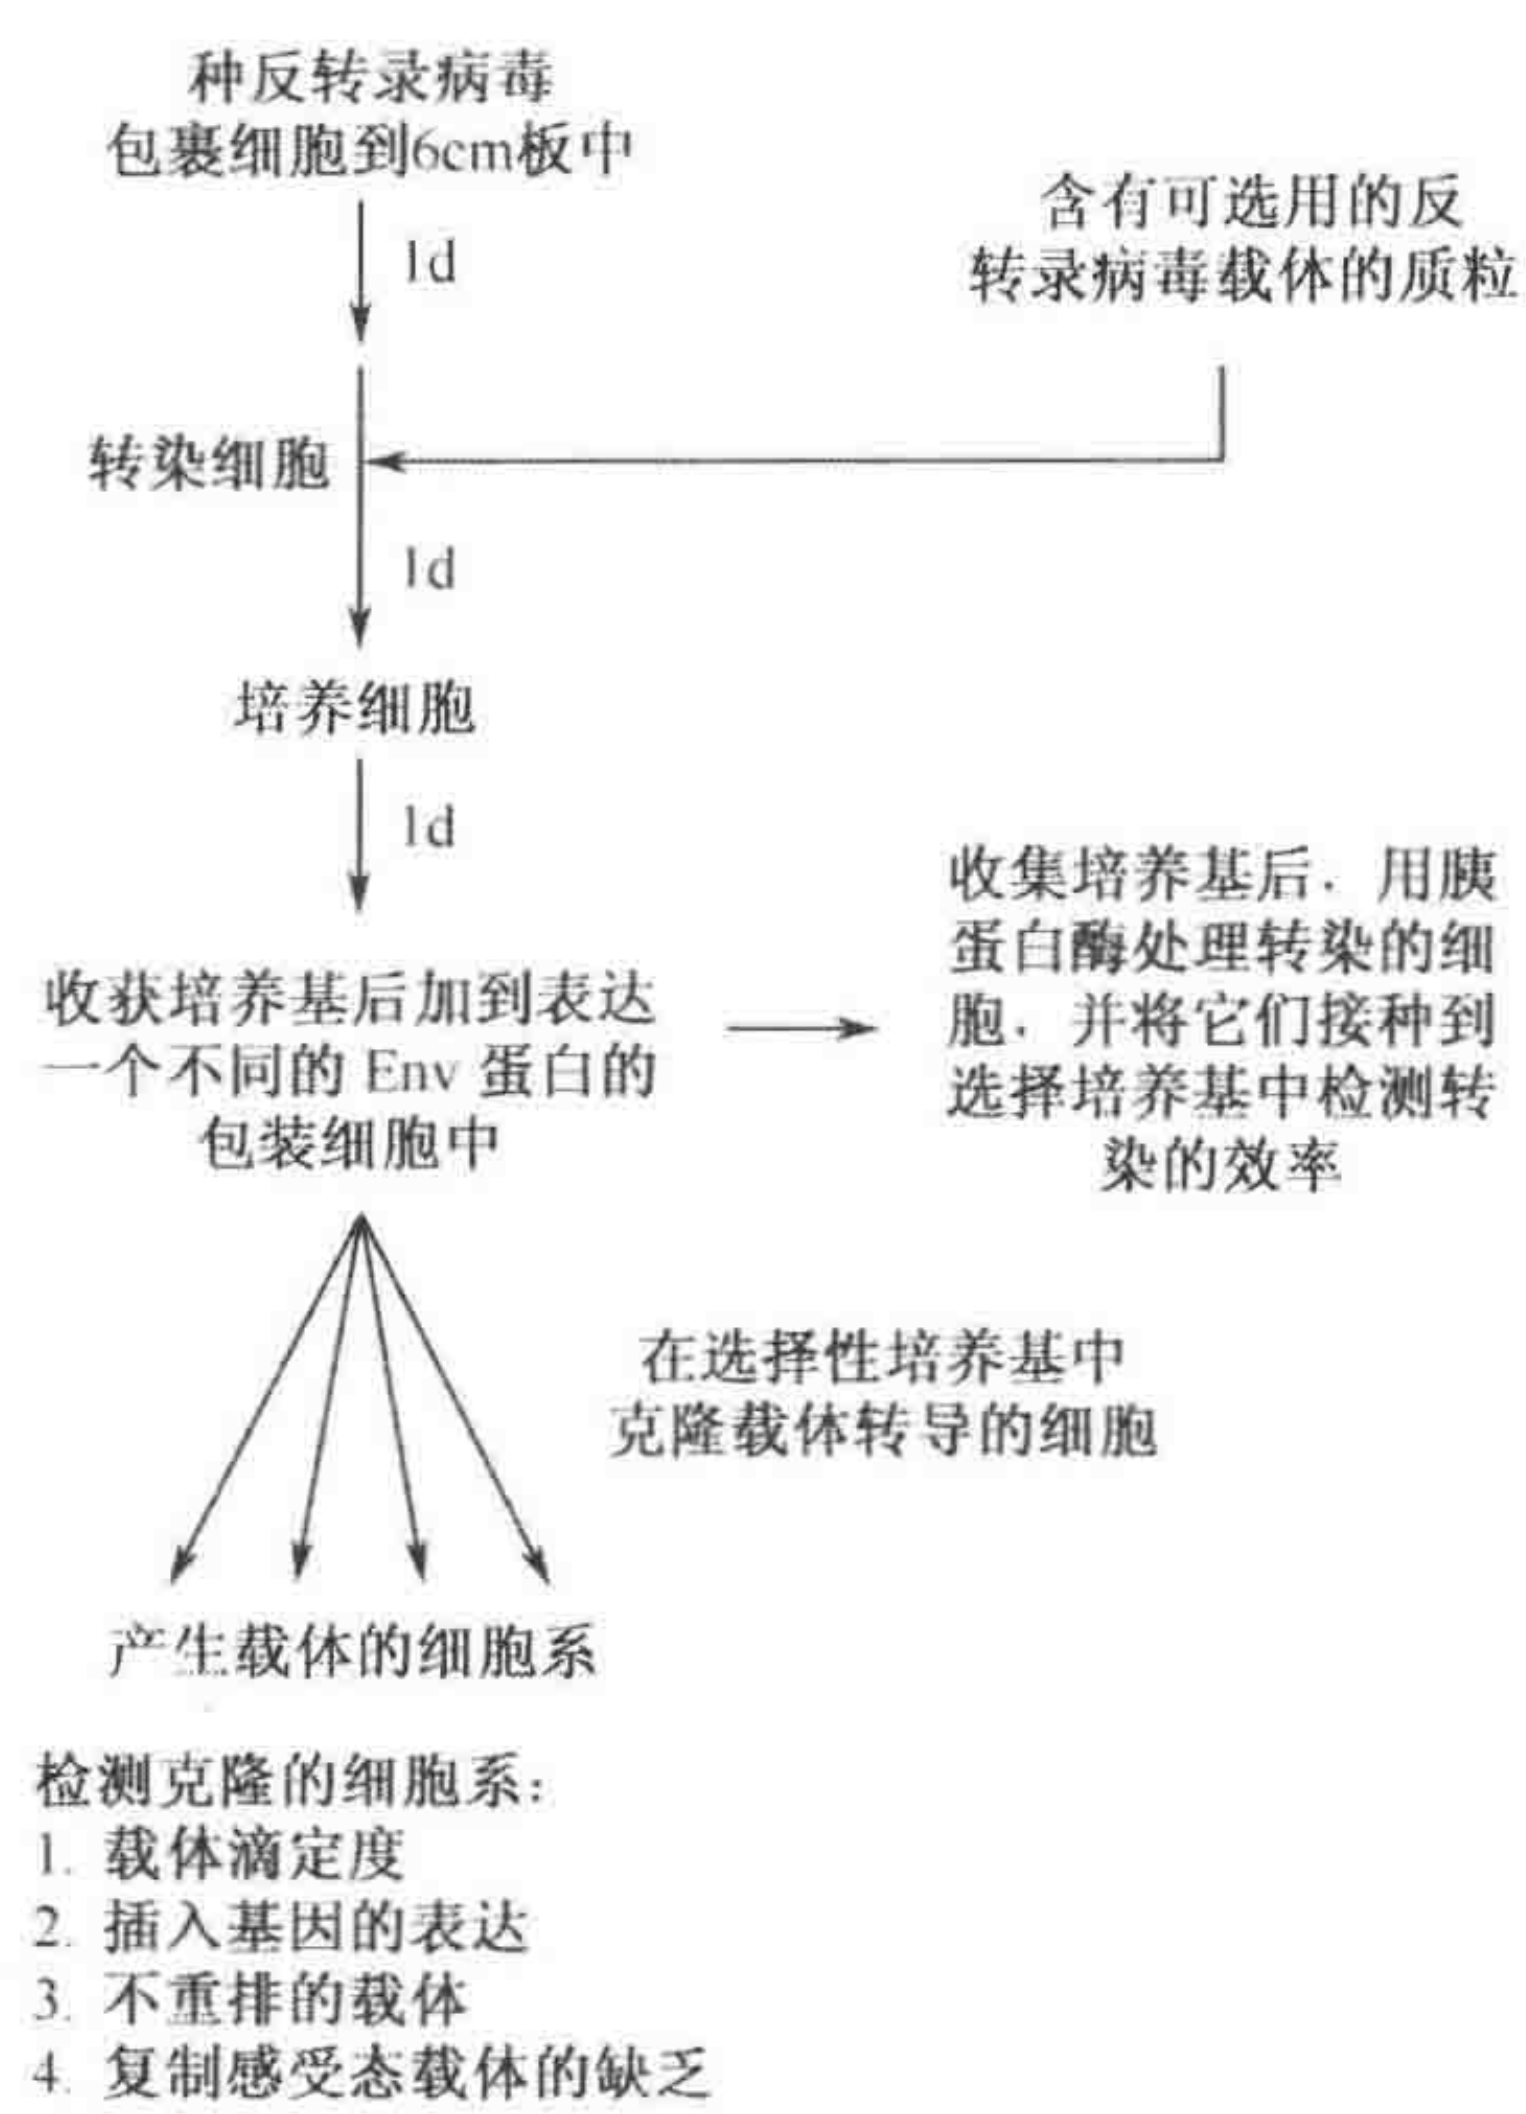 种反转录病毒
包裹细胞到6cm板中
1d
含有可选用的反
转录病毒载体的质粒
转染细胞
1d
培养细胞
1d
收获培养基后加到表达
一个不同的 Env 蛋白的
包装细胞中
收集培养基后，用胰
蛋白酶处理转染的细
胞，并将它们接种到
选择培养基中检测转
染的效率
在选择性培养基中
克隆载体转导的细胞
产生载体的细胞系
检测克隆的细胞系：
1. 载体滴定度
2. 插入基因的表达
3. 不重排的载体
4. 复制感受态载体的缺乏